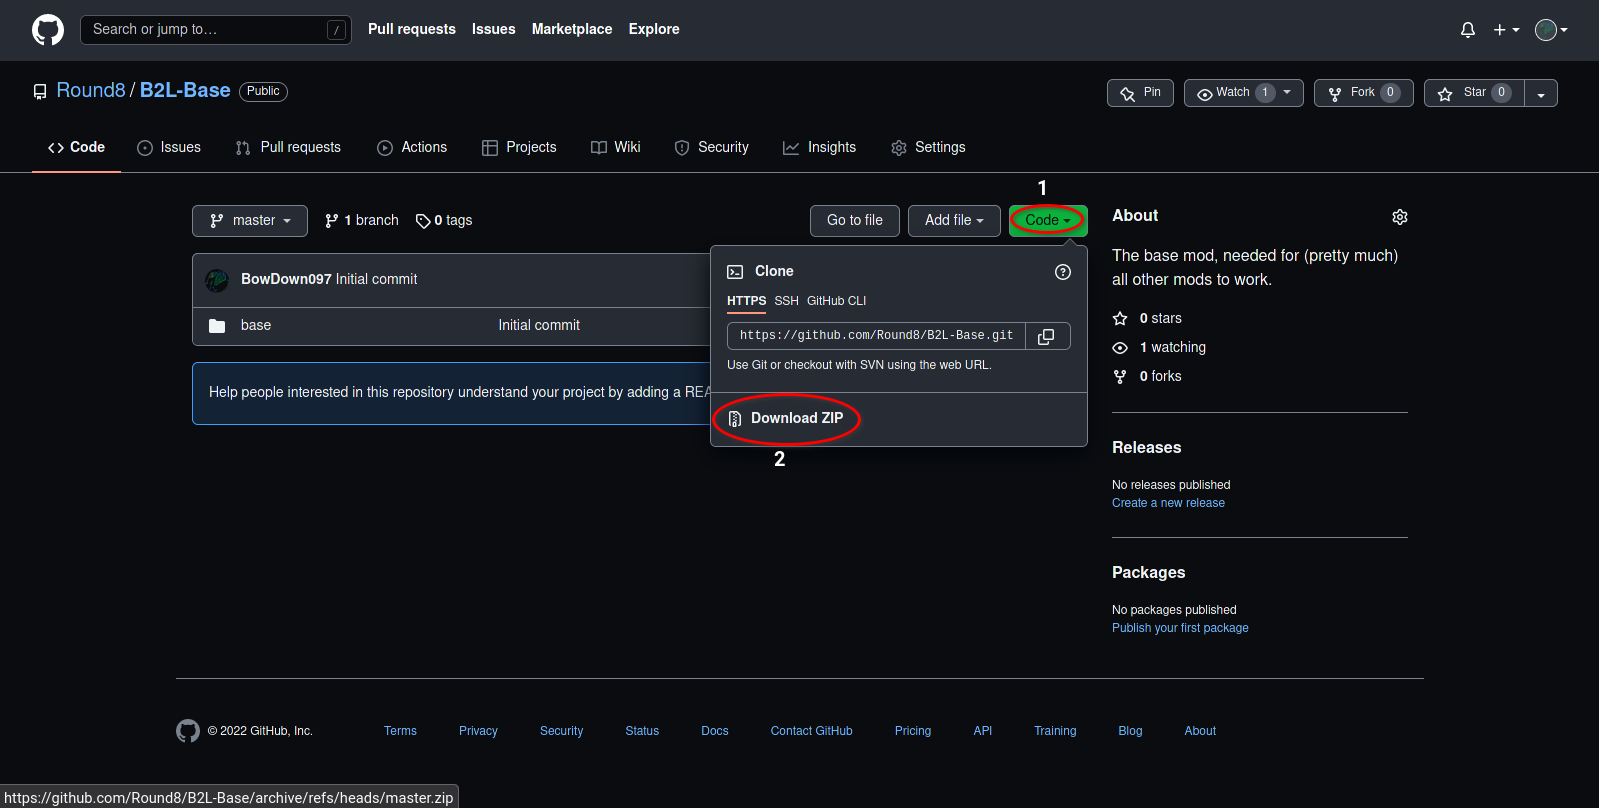 Search or jump to… / Pull requests Issues Marketplace Explore
Round8 / B2L-Base Public Pin Watch 1 Fork 0 Star 0
Code Issues Pull requests Actions Projects Wiki Security Insights Settings
1
master 1 branch 0 tags Go to file Add file Code
BowDown097 Initial commit
base Initial commit
Help people interested in this repository understand your project by adding a REA
Clone
HTTPS SSH GitHub CLI
https://github.com/Round8/B2L-Base.git
Use Git or checkout with SVN using the web URL.
Download ZIP
2
About
The base mod, needed for (pretty much)
all other mods to work.
0 stars
1 watching
0 forks
Releases
No releases published
Create a new release
Packages
No packages published
Publish your first package
© 2022 GitHub, Inc. Terms Privacy Security Status Docs Contact GitHub Pricing API Training Blog About
https://github.com/Round8/B2L-Base/archive/refs/heads/master.zip